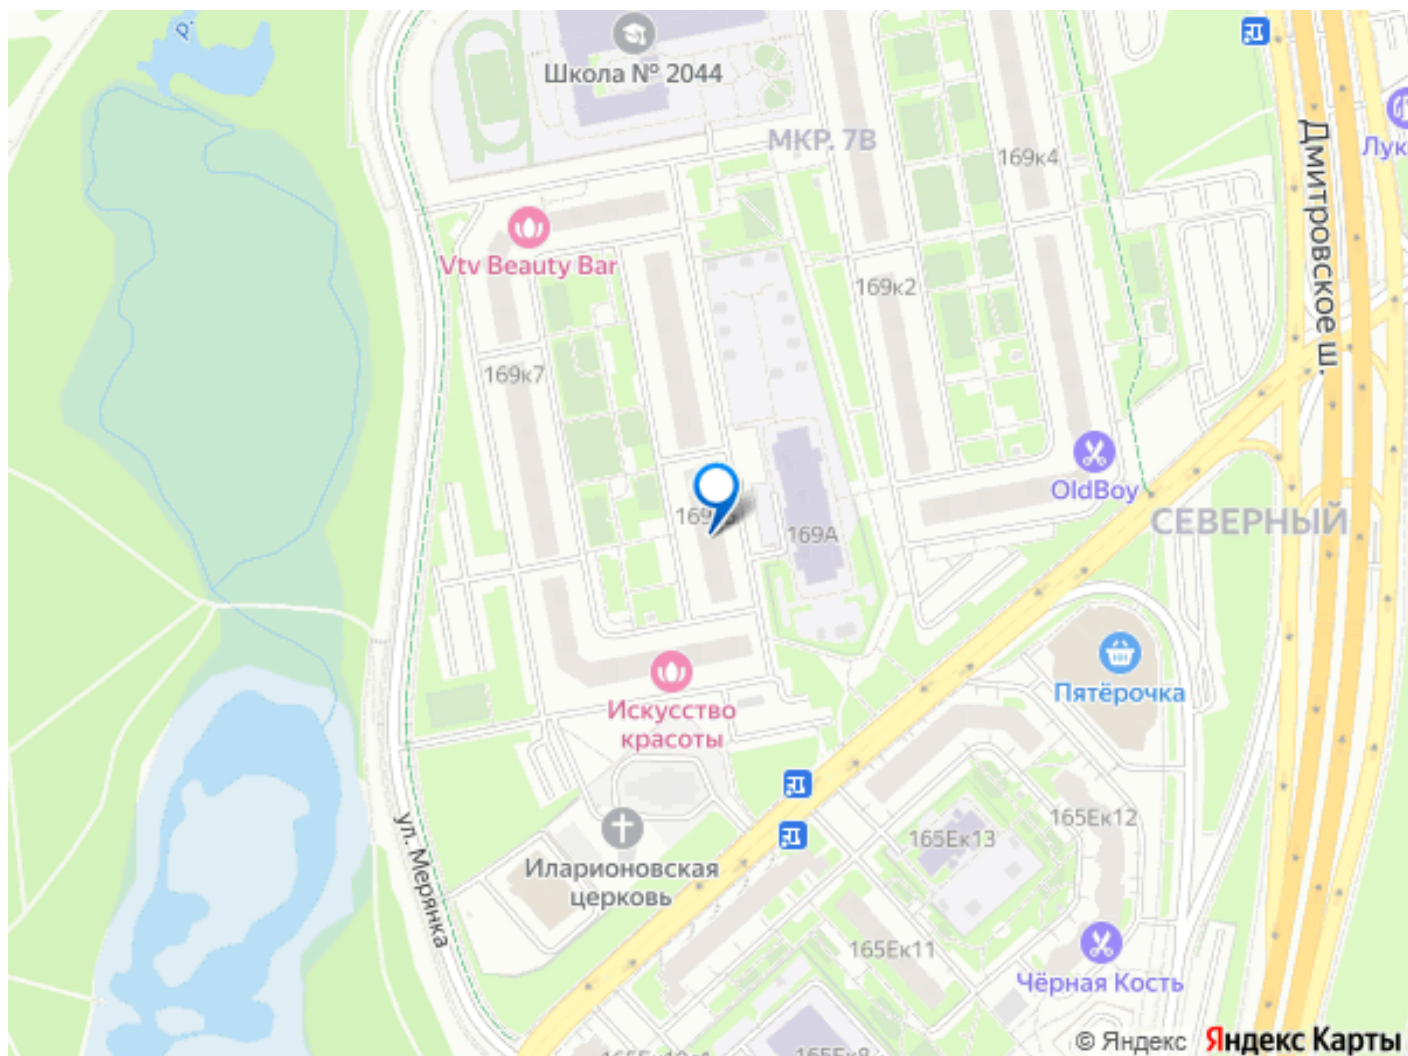 р.
Школа № 2044
МКР. 7В
169к4
Лук
Дмитровское ш.
Vtv Beauty Bar
169к2
169к7
OldBoy
СЕВЕРНЫЙ
169А
Пятёрочка
Искусство
красоты
165Ек12
165Ек13
Иларионовская
церковь
ул. Мерянка
165Ек11
Чёрная Кость
165Ек8
© Яндекс Яндекс Карты